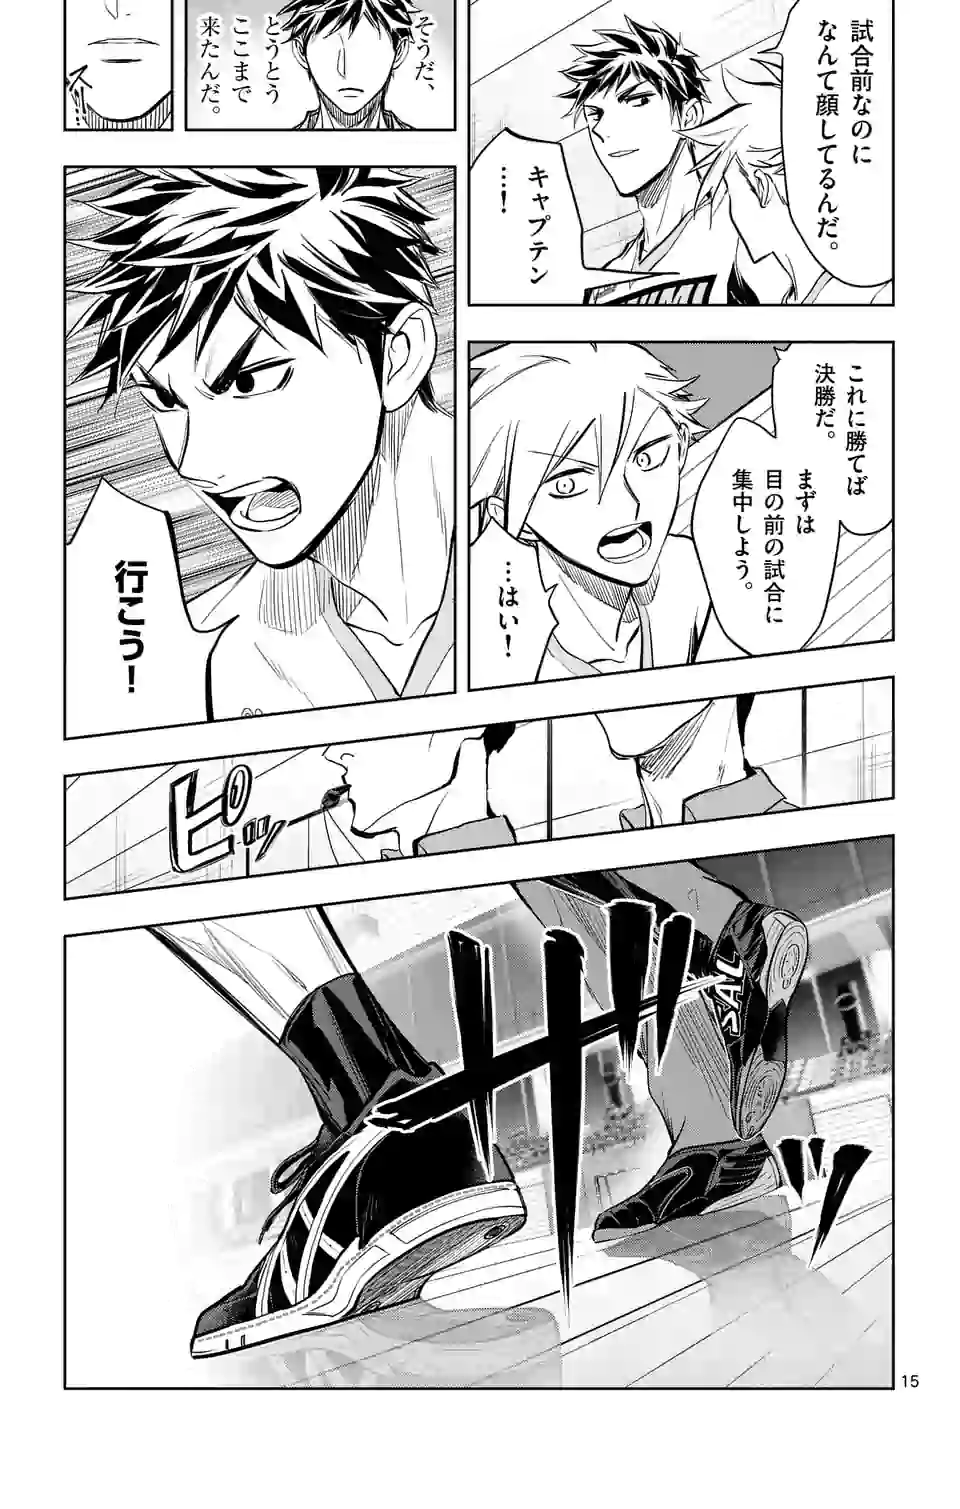 試合前なのに
なんて顔してるんだ。
キャプテン
…！
そうだ、
とうとう
ここまで
来たんだ。
ス
これに勝てば
決勝だ。
まずは
目の前の試合に
集中しよう。
…はい！
行こう！
ピッ
ザッ
SAL
15